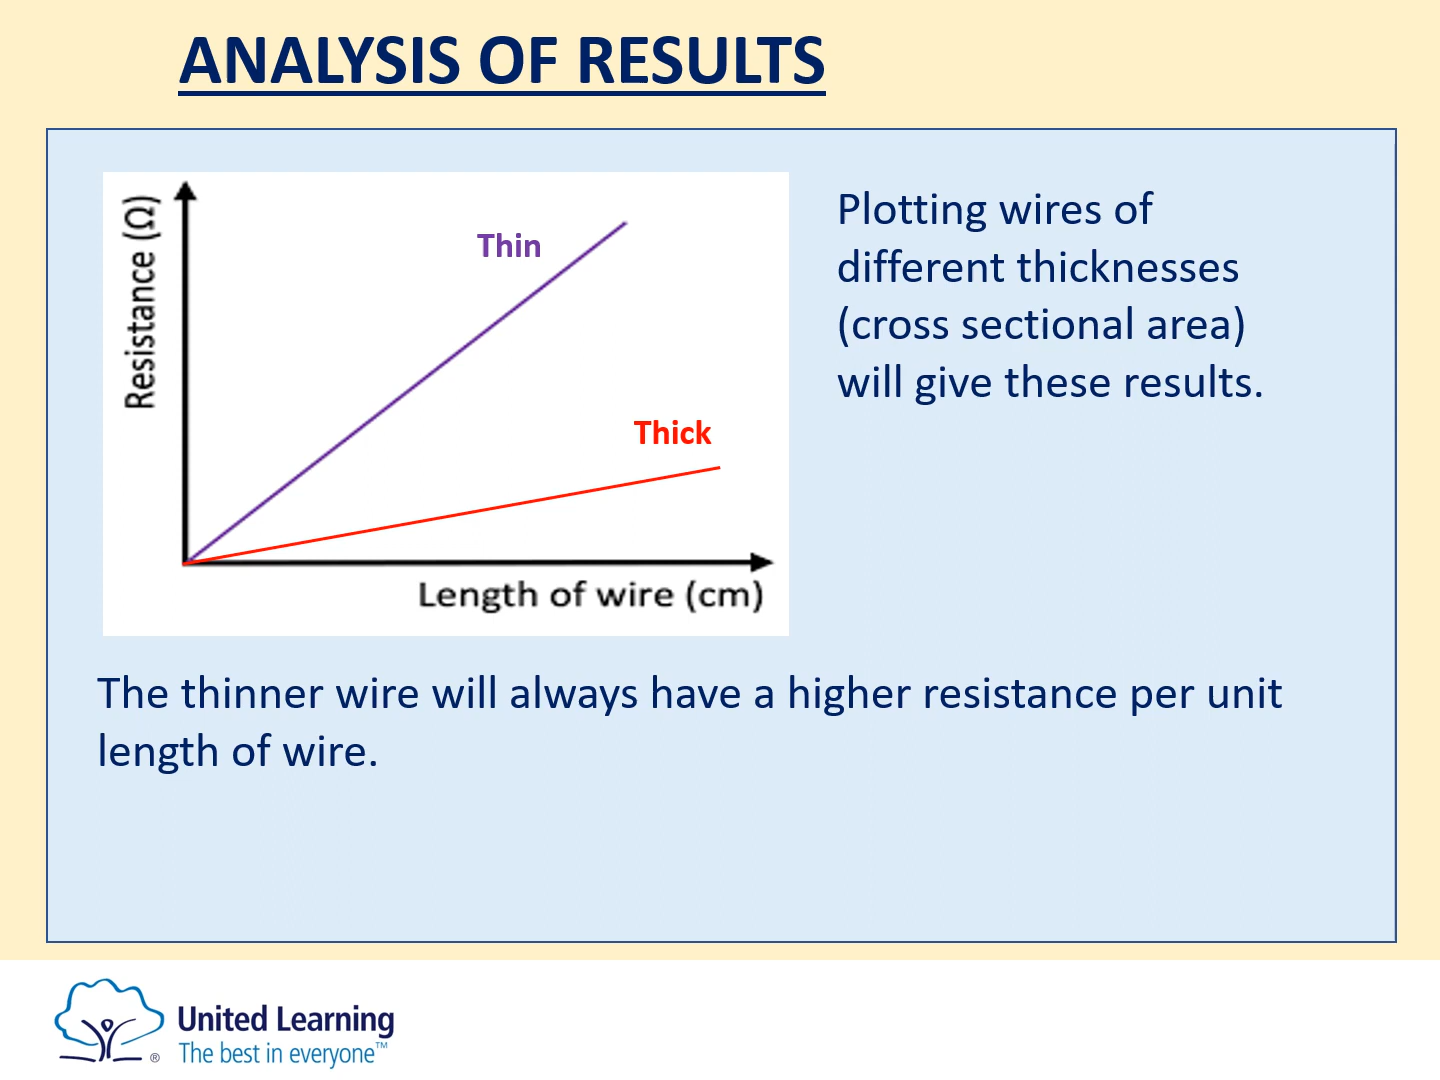 ANALYSIS OF RESULTS
Resistance (Ω)
Thin
Thick
Length of wire (cm)
Plotting wires of
different thicknesses
(cross sectional area)
will give these results.
The thinner wire will always have a higher resistance per unit
length of wire.
United Learning
The best in everyone™
®